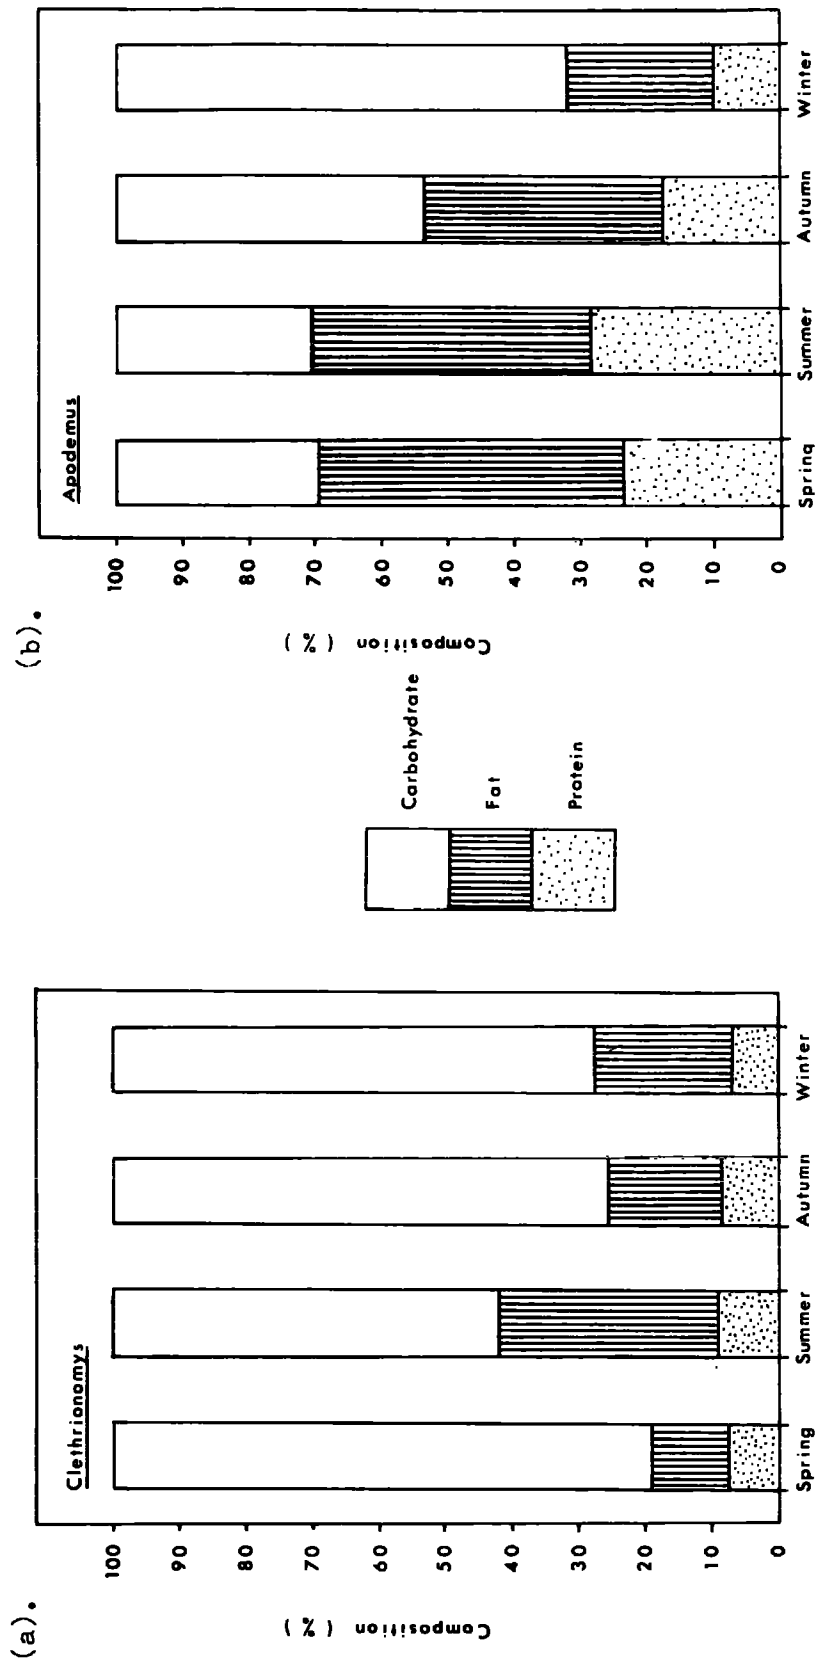 (a).
Clethrionomys
Composition (%)
100
90
80
70
60
50
40
30
20
10
0
Spring
Summer
Autumn
Winter
Carbohydrate
Fat
Protein
(b).
Apodemus
Composition (%)
100
90
80
70
60
50
40
30
20
10
0
Spring
Summer
Autumn
Winter